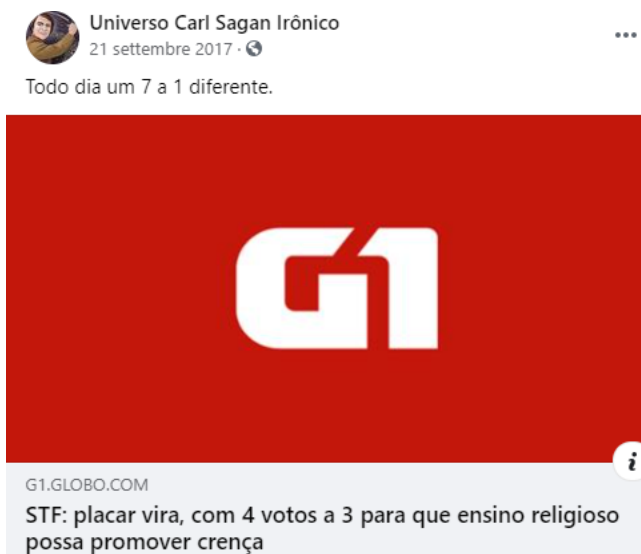 Universo Carl Sagan Irônico
21 settembre 2017 ·
Todo dia um 7 a 1 diferente.
G1
G1.GLOBO.COM
STF: placar vira, com 4 votos a 3 para que ensino religioso
possa promover crença